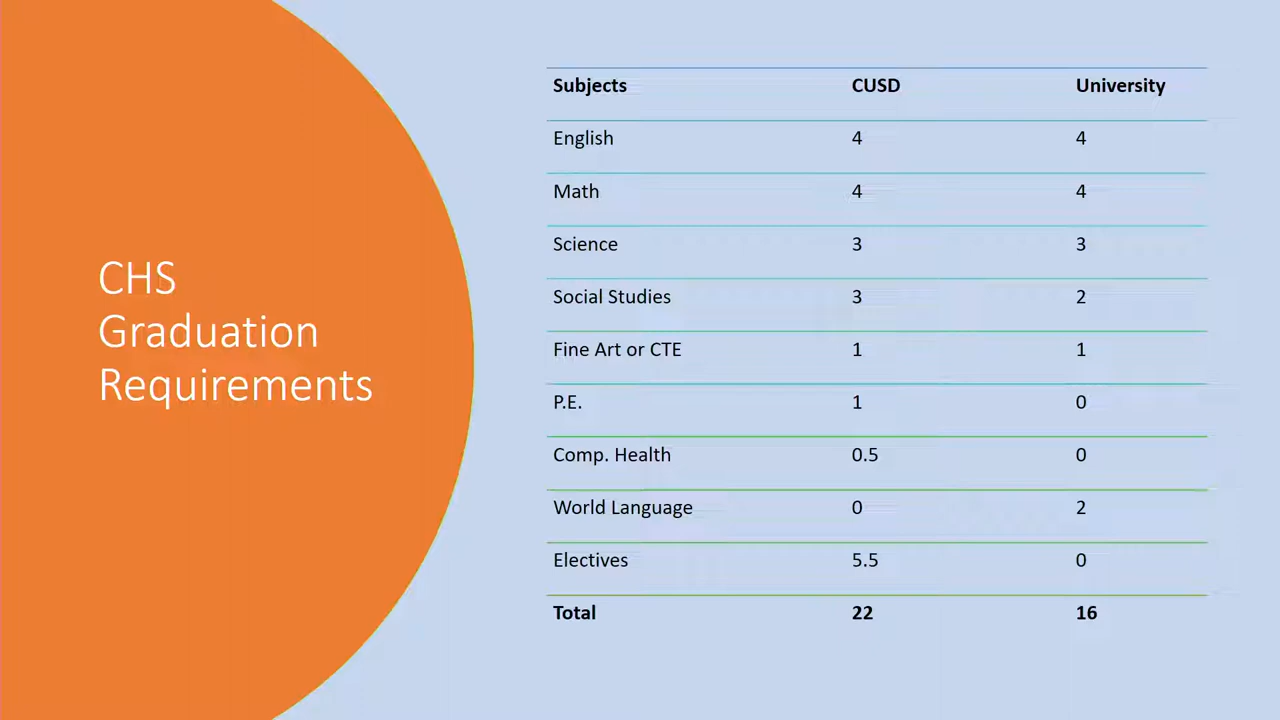 CHS
Graduation
Requirements
Subjects CUSD University
English 4 4
Math 4 4
Science 3 3
Social Studies 3 2
Fine Art or CTE 1 1
P.E. 1 0
Comp. Health 0.5 0
World Language 0 2
Electives 5.5 0
Total 22 16